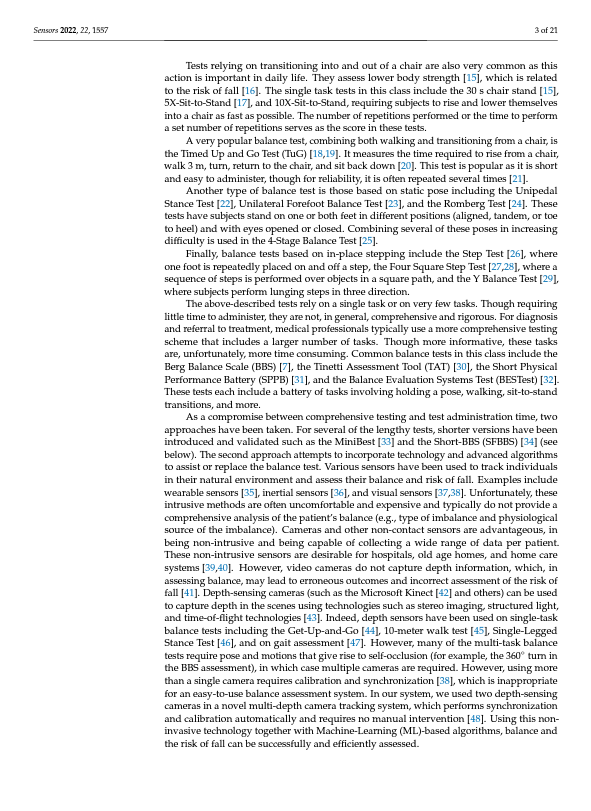 Sensors 2022, 22, 1557
3 of 21
Tests relying on transitioning into and out of a chair are also very common as this
action is important in daily life. They assess lower body strength [15], which is related
to the risk of fall [16]. The single task tests in this class include the 30 s chair stand [15],
5X-Sit-to-Stand [17], and 10X-Sit-to-Stand, requiring subjects to rise and lower themselves
into a chair as fast as possible. The number of repetitions performed or the time to perform
a set number of repetitions serves as the score in these tests.
A very popular balance test, combining both walking and transitioning from a chair, is
the Timed Up and Go Test (TuG) [18,19]. It measures the time required to rise from a chair,
walk 3 m, turn, return to the chair, and sit back down [20]. This test is popular as it is short
and easy to administer, though for reliability, it is often repeated several times [21].
Another type of balance test is those based on static pose including the Unipedal
Stance Test [22], Unilateral Forefoot Balance Test [23], and the Romberg Test [24]. These
tests have subjects stand on one or both feet in different positions (aligned, tandem, or toe
to heel) and with eyes opened or closed. Combining several of these poses in increasing
difficulty is used in the 4-Stage Balance Test [25].
Finally, balance tests based on in-place stepping include the Step Test [26], where
one foot is repeatedly placed on and off a step, the Four Square Step Test [27,28], where a
sequence of steps is performed over objects in a square path, and the Y Balance Test [29],
where subjects perform lunging steps in three direction.
The above-described tests rely on a single task or on very few tasks. Though requiring
little time to administer, they are not, in general, comprehensive and rigorous. For diagnosis
and referral to treatment, medical professionals typically use a more comprehensive testing
scheme that includes a larger number of tasks. Though more informative, these tasks
are, unfortunately, more time consuming. Common balance tests in this class include the
Berg Balance Scale (BBS) [7], the Tinetti Assessment Tool (TAT) [30], the Short Physical
Performance Battery (SPPB) [31], and the Balance Evaluation Systems Test (BESTest) [32].
These tests each include a battery of tasks involving holding a pose, walking, sit-to-stand
transitions, and more.
As a compromise between comprehensive testing and test administration time, two
approaches have been taken. For several of the lengthy tests, shorter versions have been
introduced and validated such as the MiniBest [33] and the Short-BBS (SFBBS) [34] (see
below). The second approach attempts to incorporate technology and advanced algorithms
to assist or replace the balance test. Various sensors have been used to track individuals
in their natural environment and assess their balance and risk of fall. Examples include
wearable sensors [35], inertial sensors [36], and visual sensors [37,38]. Unfortunately, these
intrusive methods are often uncomfortable and expensive and typically do not provide a
comprehensive analysis of the patient's balance (e.g., type of imbalance and physiological
source of the imbalance). Cameras and other non-contact sensors are advantageous, in
being non-intrusive and being capable of collecting a wide range of data per patient.
These non-intrusive sensors are desirable for hospitals, old age homes, and home care
systems [39,40]. However, video cameras do not capture depth information, which, in
assessing balance, may lead to erroneous outcomes and incorrect assessment of the risk of
fall [41]. Depth-sensing cameras (such as the Microsoft Kinect [42] and others) can be used
to capture depth in the scenes using technologies such as stereo imaging, structured light,
and time-of-flight technologies [43]. Indeed, depth sensors have been used on single-task
balance tests including the Get-Up-and-Go [44], 10-meter walk test [45], Single-Legged
Stance Test [46], and on gait assessment [47]. However, many of the multi-task balance
tests require pose and motions that give rise to self-occlusion (for example, the 360° turn in
the BBS assessment), in which case multiple cameras are required. However, using more
than a single camera requires calibration and synchronization [38], which is inappropriate
for an easy-to-use balance assessment system. In our system, we used two depth-sensing
cameras in a novel multi-depth camera tracking system, which performs synchronization
and calibration automatically and requires no manual intervention [48]. Using this non-
invasive technology together with Machine-Learning (ML)-based algorithms, balance and
the risk of fall can be successfully and efficiently assessed.